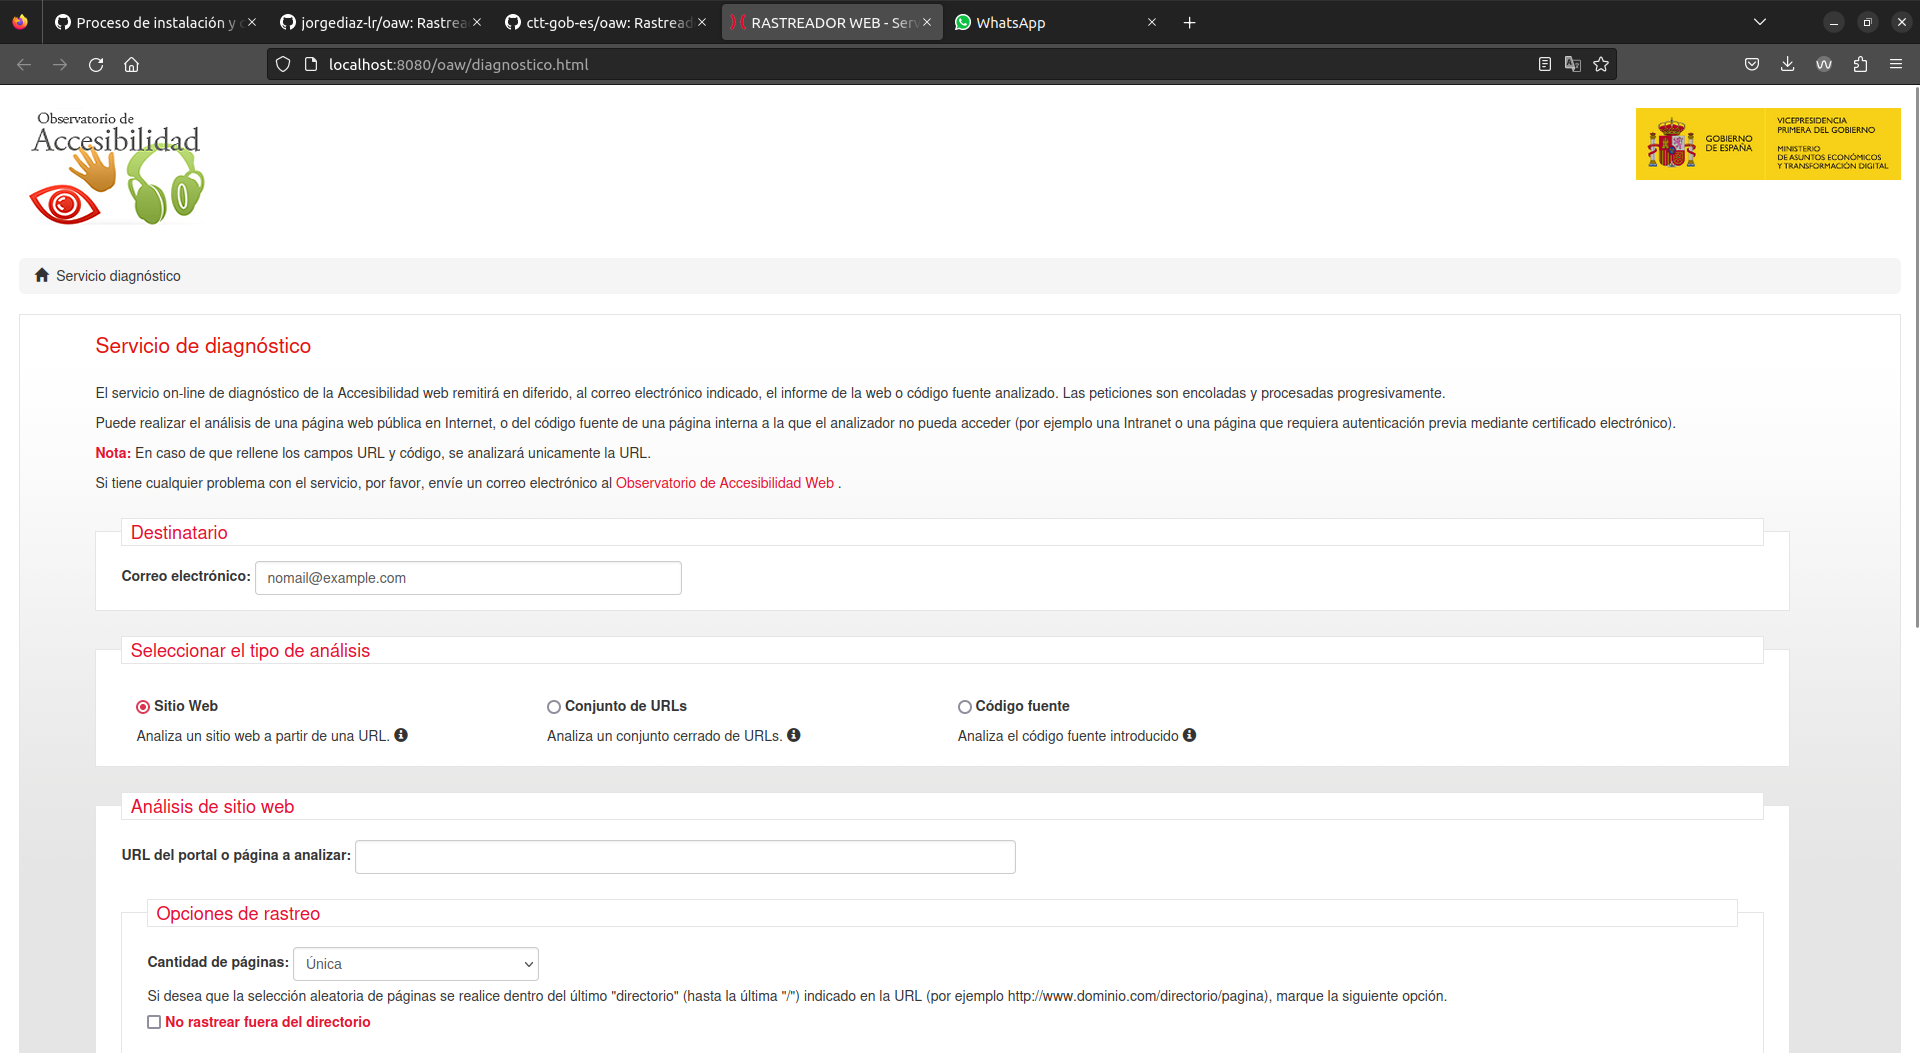 Proceso de instalación y
jorgediaz-lr/oaw: Rastrea
ctt-gob-es/oaw: Rastread
RASTREADOR WEB - Serv
WhatsApp
localhost:8080/oaw/diagnostico.html
Observatorio de
Accesibilidad
GOBIERNO
DE ESPAÑA
VICEPRESIDENCIA
PRIMERA DEL GOBIERNO
MINISTERIO
DE ASUNTOS ECONÓMICOS
Y TRANSFORMACIÓN DIGITAL
Servicio diagnóstico
Servicio de diagnóstico
El servicio on-line de diagnóstico de la Accesibilidad web remitirá en diferido, al correo electrónico indicado, el informe de la web o código fuente analizado. Las peticiones son encoladas y procesadas progresivamente.
Puede realizar el análisis de una página web pública en Internet, o del código fuente de una página interna a la que el analizador no pueda acceder (por ejemplo una Intranet o una página que requiera autenticación previa mediante certificado electrónico).
Nota: En caso de que rellene los campos URL y código, se analizará unicamente la URL.
Si tiene cualquier problema con el servicio, por favor, envíe un correo electrónico al Observatorio de Accesibilidad Web .
Destinatario
Correo electrónico: nomail@example.com
Seleccionar el tipo de análisis
Sitio Web
Analiza un sitio web a partir de una URL.
Conjunto de URLs
Analiza un conjunto cerrado de URLs.
Código fuente
Analiza el código fuente introducido
Análisis de sitio web
URL del portal o página a analizar:
Opciones de rastreo
Cantidad de páginas: Única
Si desea que la selección aleatoria de páginas se realice dentro del último "directorio" (hasta la última "/") indicado en la URL (por ejemplo http://www.dominio.com/directorio/pagina), marque la siguiente opción.
No rastrear fuera del directorio